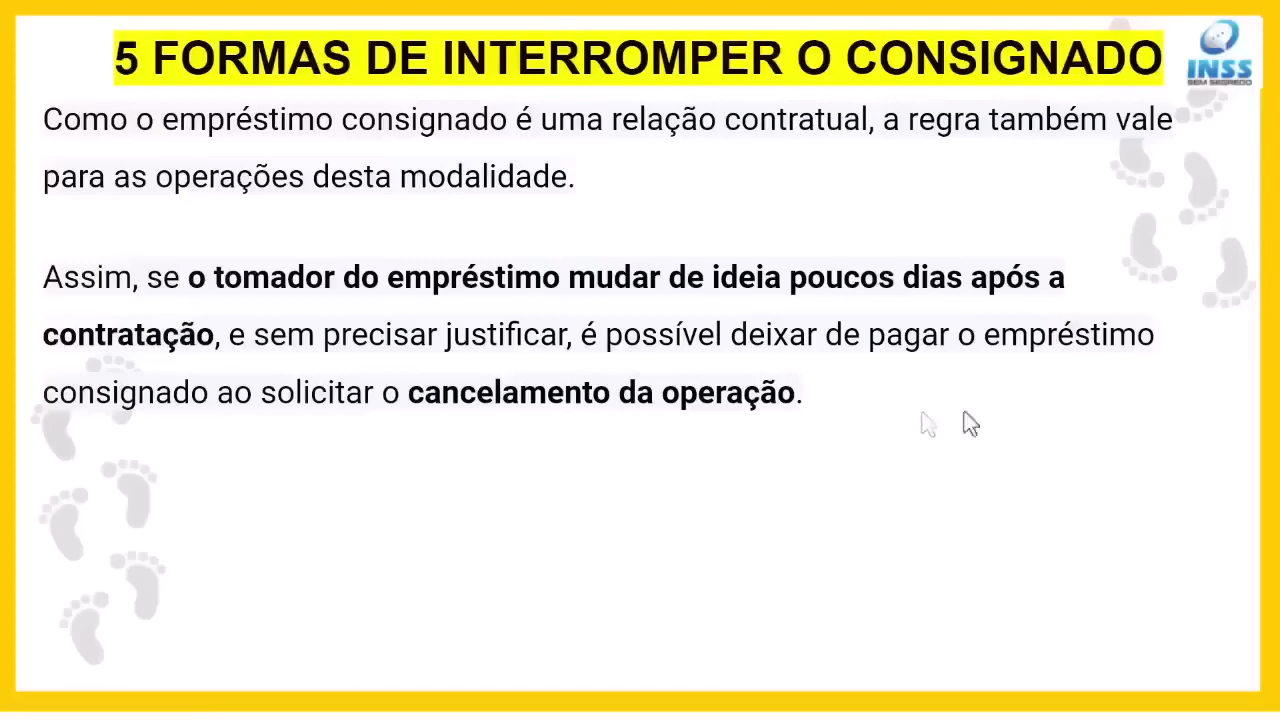 5 FORMAS DE INTERROMPER O CONSIGNADO
INSS
SEM SEGREDO
Como o empréstimo consignado é uma relação contratual, a regra também vale
para as operações desta modalidade.
Assim, se o tomador do empréstimo mudar de ideia poucos dias após a
contratação, e sem precisar justificar, é possível deixar de pagar o empréstimo
consignado ao solicitar o cancelamento da operação.